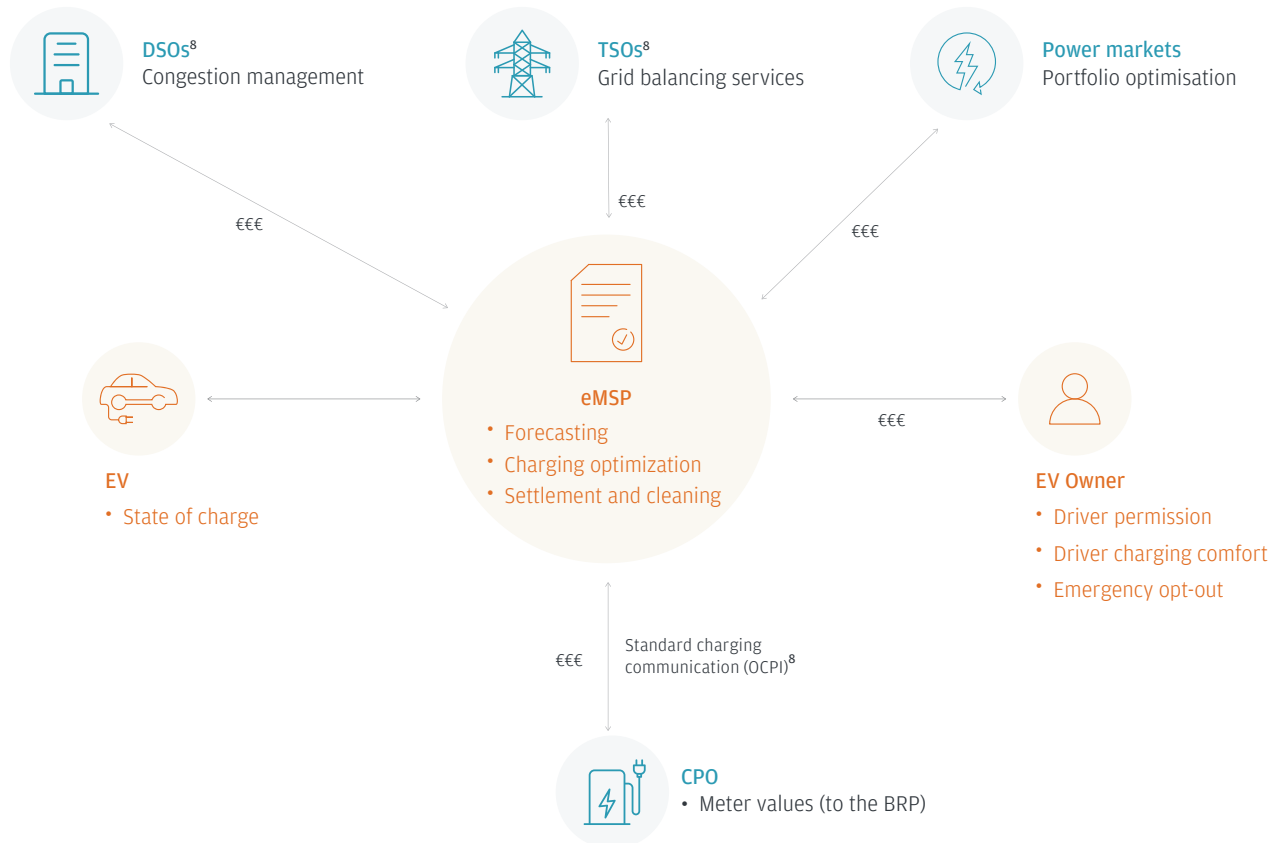 DSOs⁸
Congestion management
TSOs⁸
Grid balancing services
Power markets
Portfolio optimisation
€€€
€€€
€€€
eMSP
• Forecasting
• Charging optimization
• Settlement and cleaning
EV
• State of charge
€€€
EV Owner
• Driver permission
• Driver charging comfort
• Emergency opt-out
€€€
Standard charging
communication (OCPI)⁸
CPO
• Meter values (to the BRP)